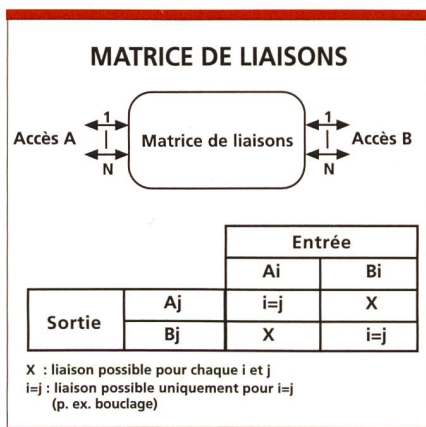 MATRICE DE LIAISONS
1 1
Accès A Matrice de liaisons Accès B
N N
Entrée
Ai Bi
Sortie Aj i=j X
Bj X i=j
X : liaison possible pour chaque i et j
i=j : liaison possible uniquement pour i=j
(p. ex. bouclage)